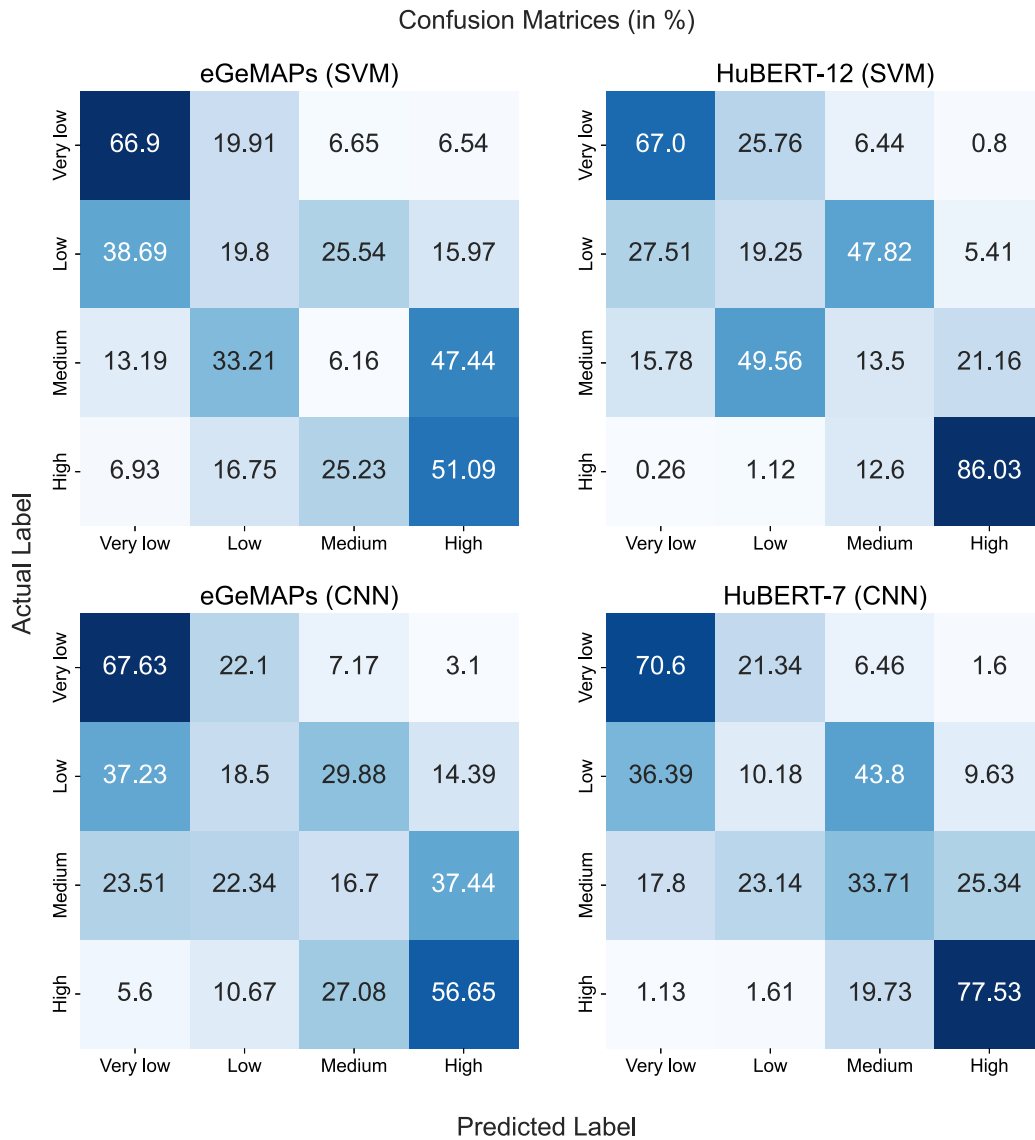 Confusion Matrices (in %)
eGeMAPs (SVM)
HuBERT-12 (SVM)
Very low
66.9 19.91 6.65 6.54
Low
38.69 19.8 25.54 15.97
Medium
13.19 33.21 6.16 47.44
High
6.93 16.75 25.23 51.09
Very low Low Medium High
Very low
67.0 25.76 6.44 0.8
Low
27.51 19.25 47.82 5.41
Medium
15.78 49.56 13.5 21.16
High
0.26 1.12 12.6 86.03
Very low Low Medium High
Actual Label
eGeMAPs (CNN)
HuBERT-7 (CNN)
Very low
67.63 22.1 7.17 3.1
Low
37.23 18.5 29.88 14.39
Medium
23.51 22.34 16.7 37.44
High
5.6 10.67 27.08 56.65
Very low Low Medium High
Very low
70.6 21.34 6.46 1.6
Low
36.39 10.18 43.8 9.63
Medium
17.8 23.14 33.71 25.34
High
1.13 1.61 19.73 77.53
Very low Low Medium High
Predicted Label